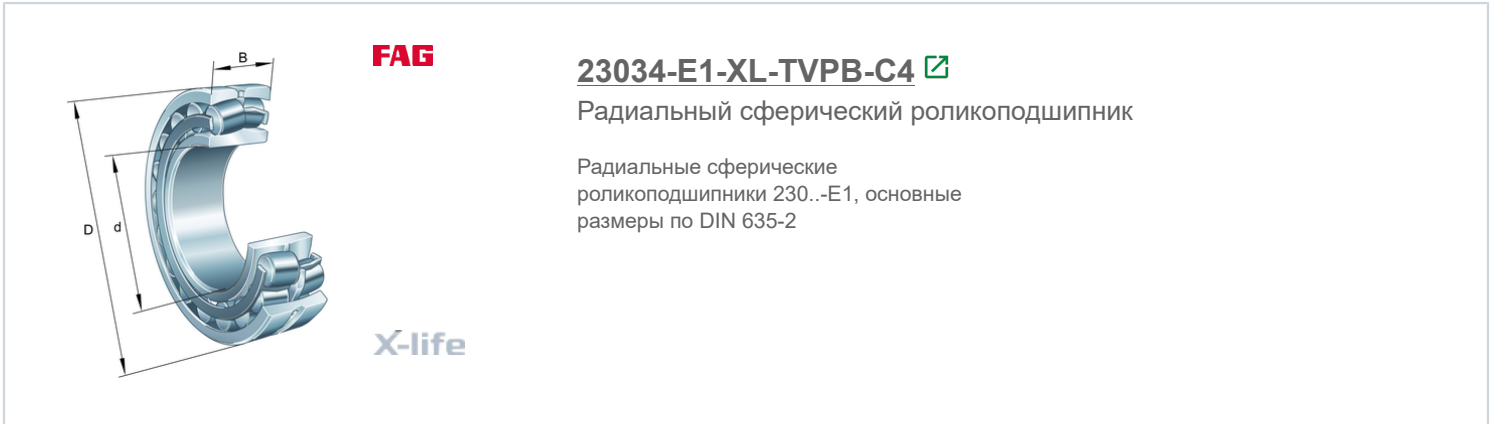 B
D
d
FAG
X-life
23034-E1-XL-TVPB-C4
Радиальный сферический роликоподшипник
Радиальные сферические
роликоподшипники 230..-E1, основные
размеры по DIN 635-2